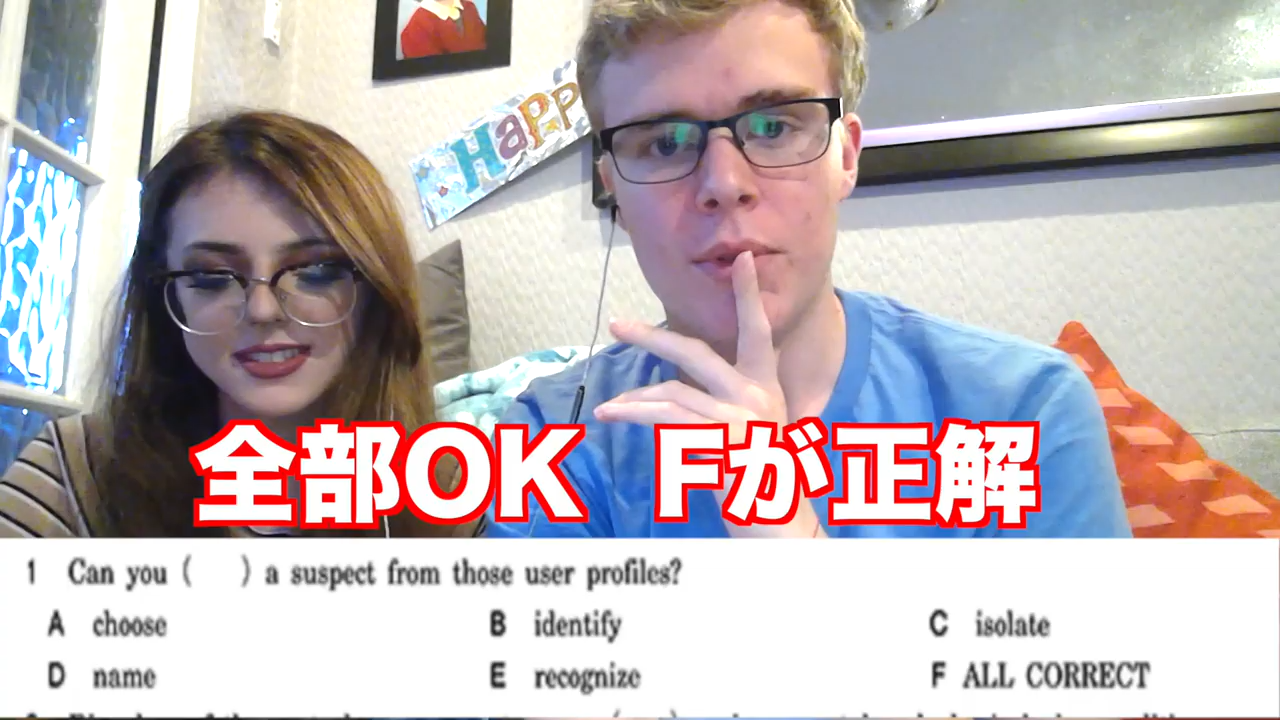 HAPP
全部OK Fが正解
1 Can you ( ) a suspect from those user profiles?
A choose B identify C isolate
D name E recognize F ALL CORRECT